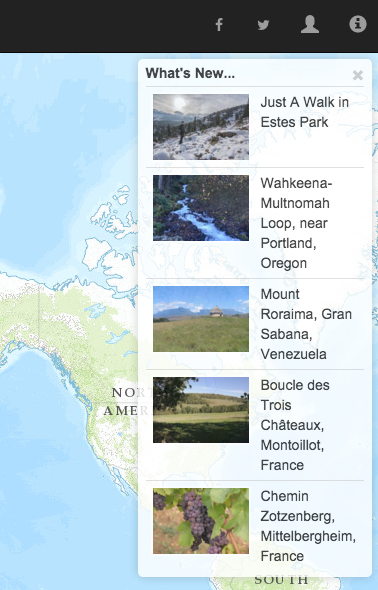 What's New...
Just A Walk in
Estes Park
Wahkeena-
Multnomah
Loop, near
Portland,
Oregon
Mount
Roraima, Gran
Sabana,
Venezuela
Boucle des
Trois
Châteaux,
Montoillot,
France
Chemin
Zotzenberg,
Mittelbergheim,
France
NORT
AMER
SOUTH